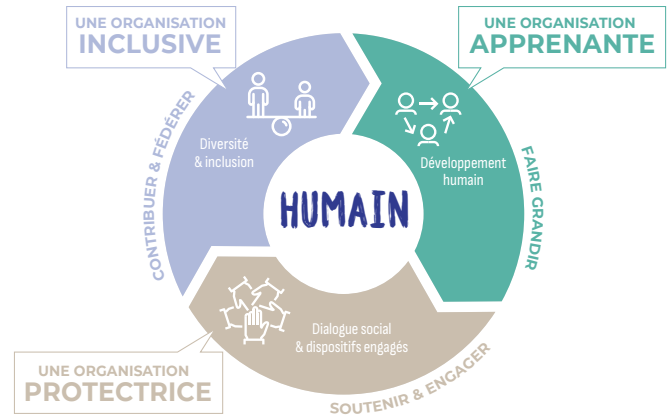 UNE ORGANISATION
INCLUSIVE
UNE ORGANISATION
APPRENANTE
CONTRIBUER & FÉDÉRER
Diversité
& inclusion
Développement
humain
FAIRE GRANDIR
HUMAIN
Dialogue social
& dispositifs engagés
UNE ORGANISATION
PROTECTRICE
SOUTENIR & ENGAGER